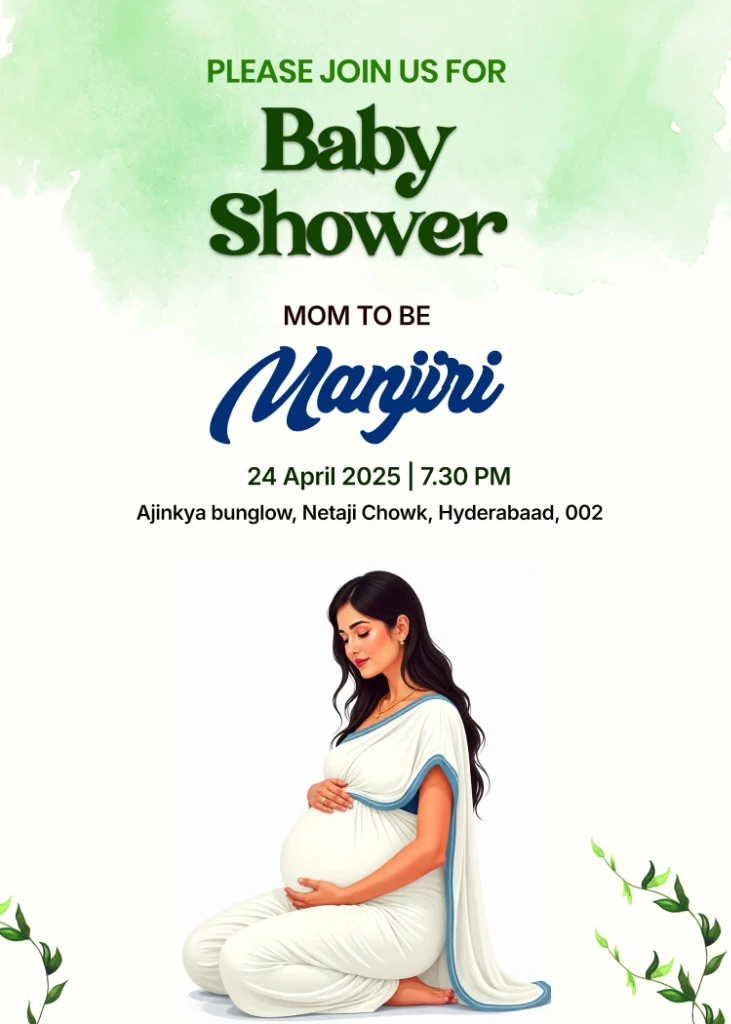 PLEASE JOIN US FOR
Baby
Shower
MOM TO BE
Manjiri
24 April 2025 | 7.30 PM
Ajinkya bunglow, Netaji Chowk, Hyderabaad, 002